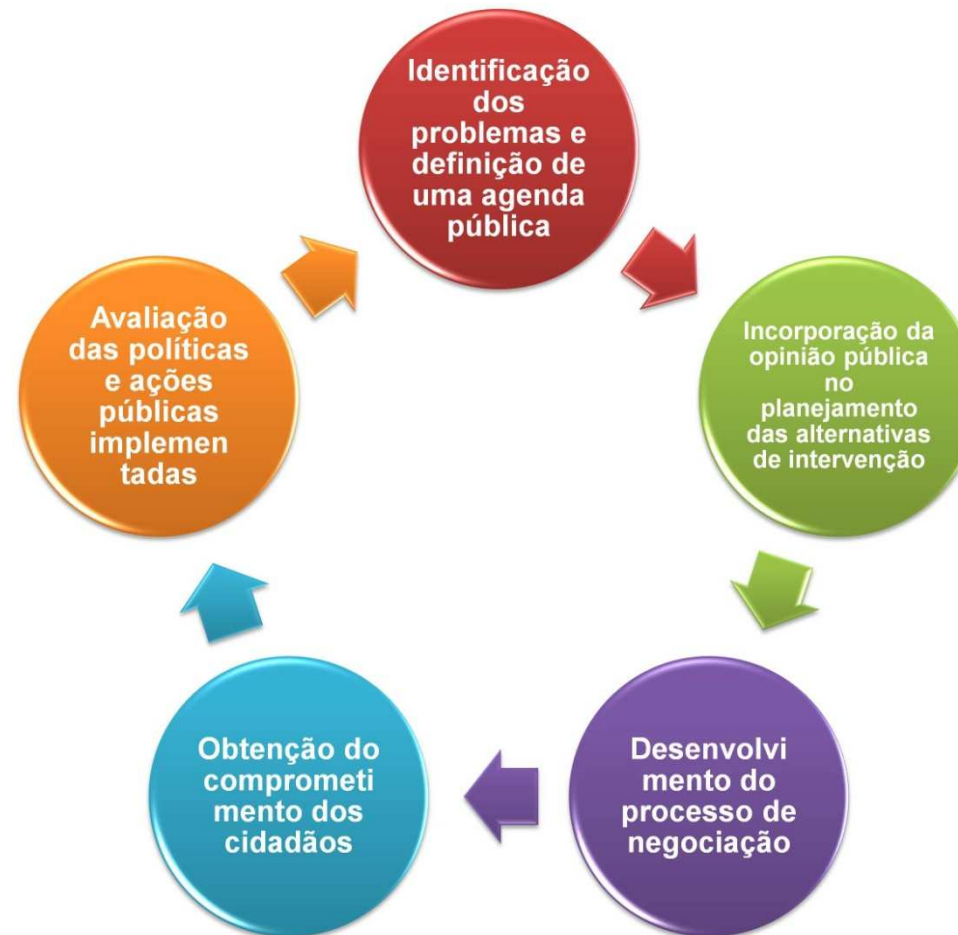 Identificação
dos
problemas e
definição de
uma agenda
pública
Incorporação da
opinião pública
no
planejamento
das alternativas
de intervenção
Desenvolvi
mento do
processo de
negociação
Obtenção do
comprometi
mento dos
cidadãos
Avaliação
das políticas
e ações
públicas
implemen
tadas